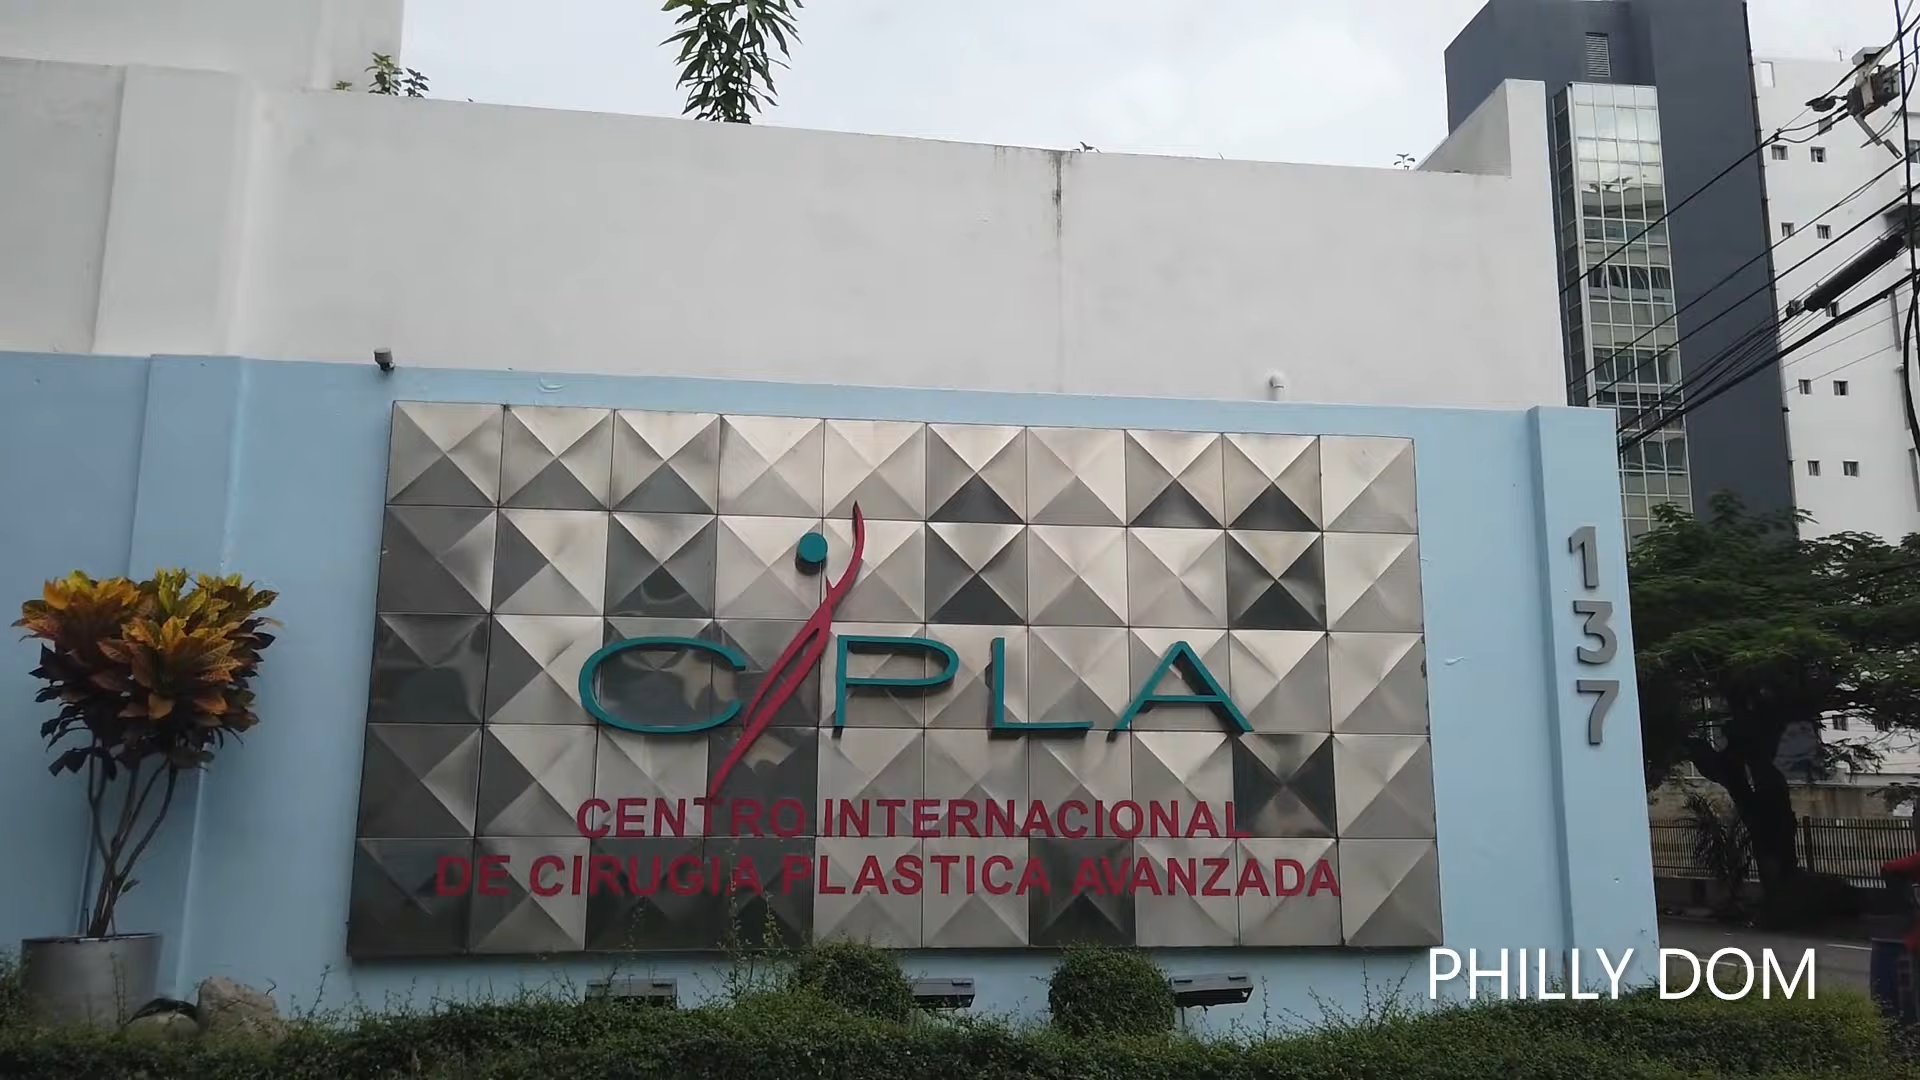 CIPLA
CENTRO INTERNACIONAL
DE CIRUGIA PLASTICA AVANZADA
137
PHILLY DOM